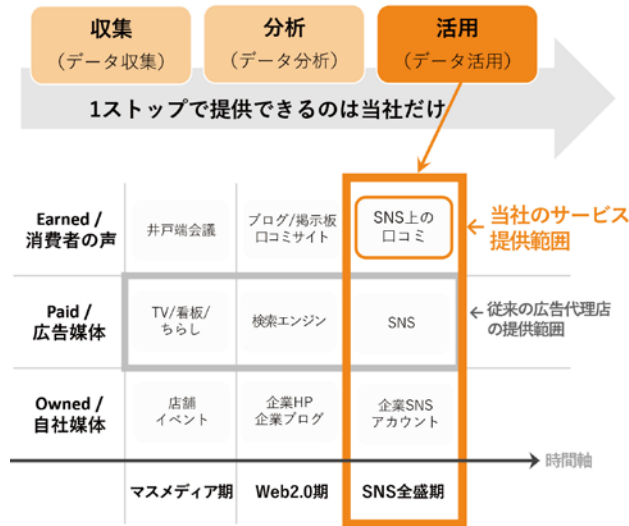 収集
分析
活用
（データ収集）
（データ分析）
（データ活用）
1ストップで提供できるのは当社だけ
Earned /
消費者の声
井戸端会議
ブログ/掲示板
口コミサイト
SNS上の
口コミ
←当社のサービス
提供範囲
Paid /
広告媒体
TV/看板/
ちらし
検索エンジン
SNS
←従来の広告代理店
の提供範囲
Owned /
自社媒体
店舗
イベント
企業HP
企業ブログ
企業SNS
アカウント
時間軸
マスメディア期
Web2.0期
SNS全盛期